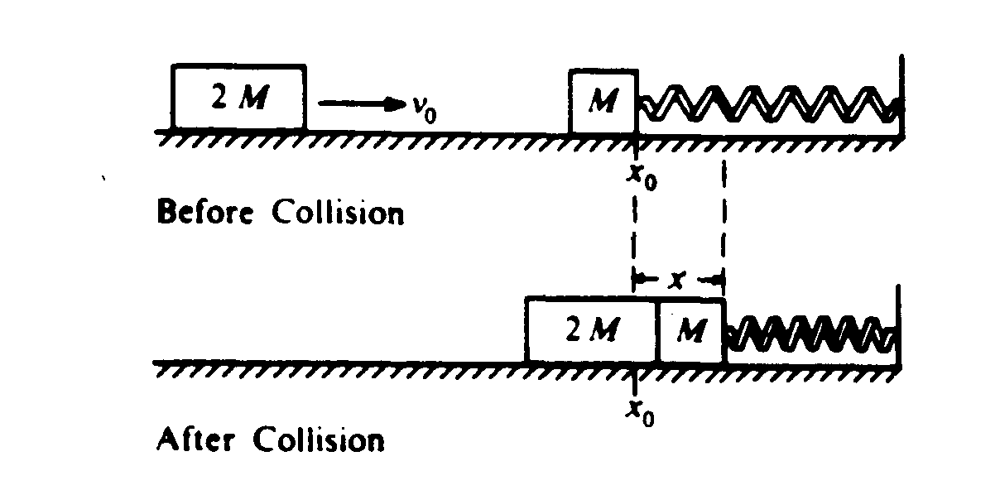 2 M
v₀
M
x₀
Before Collision
x
2 M
M
x₀
After Collision